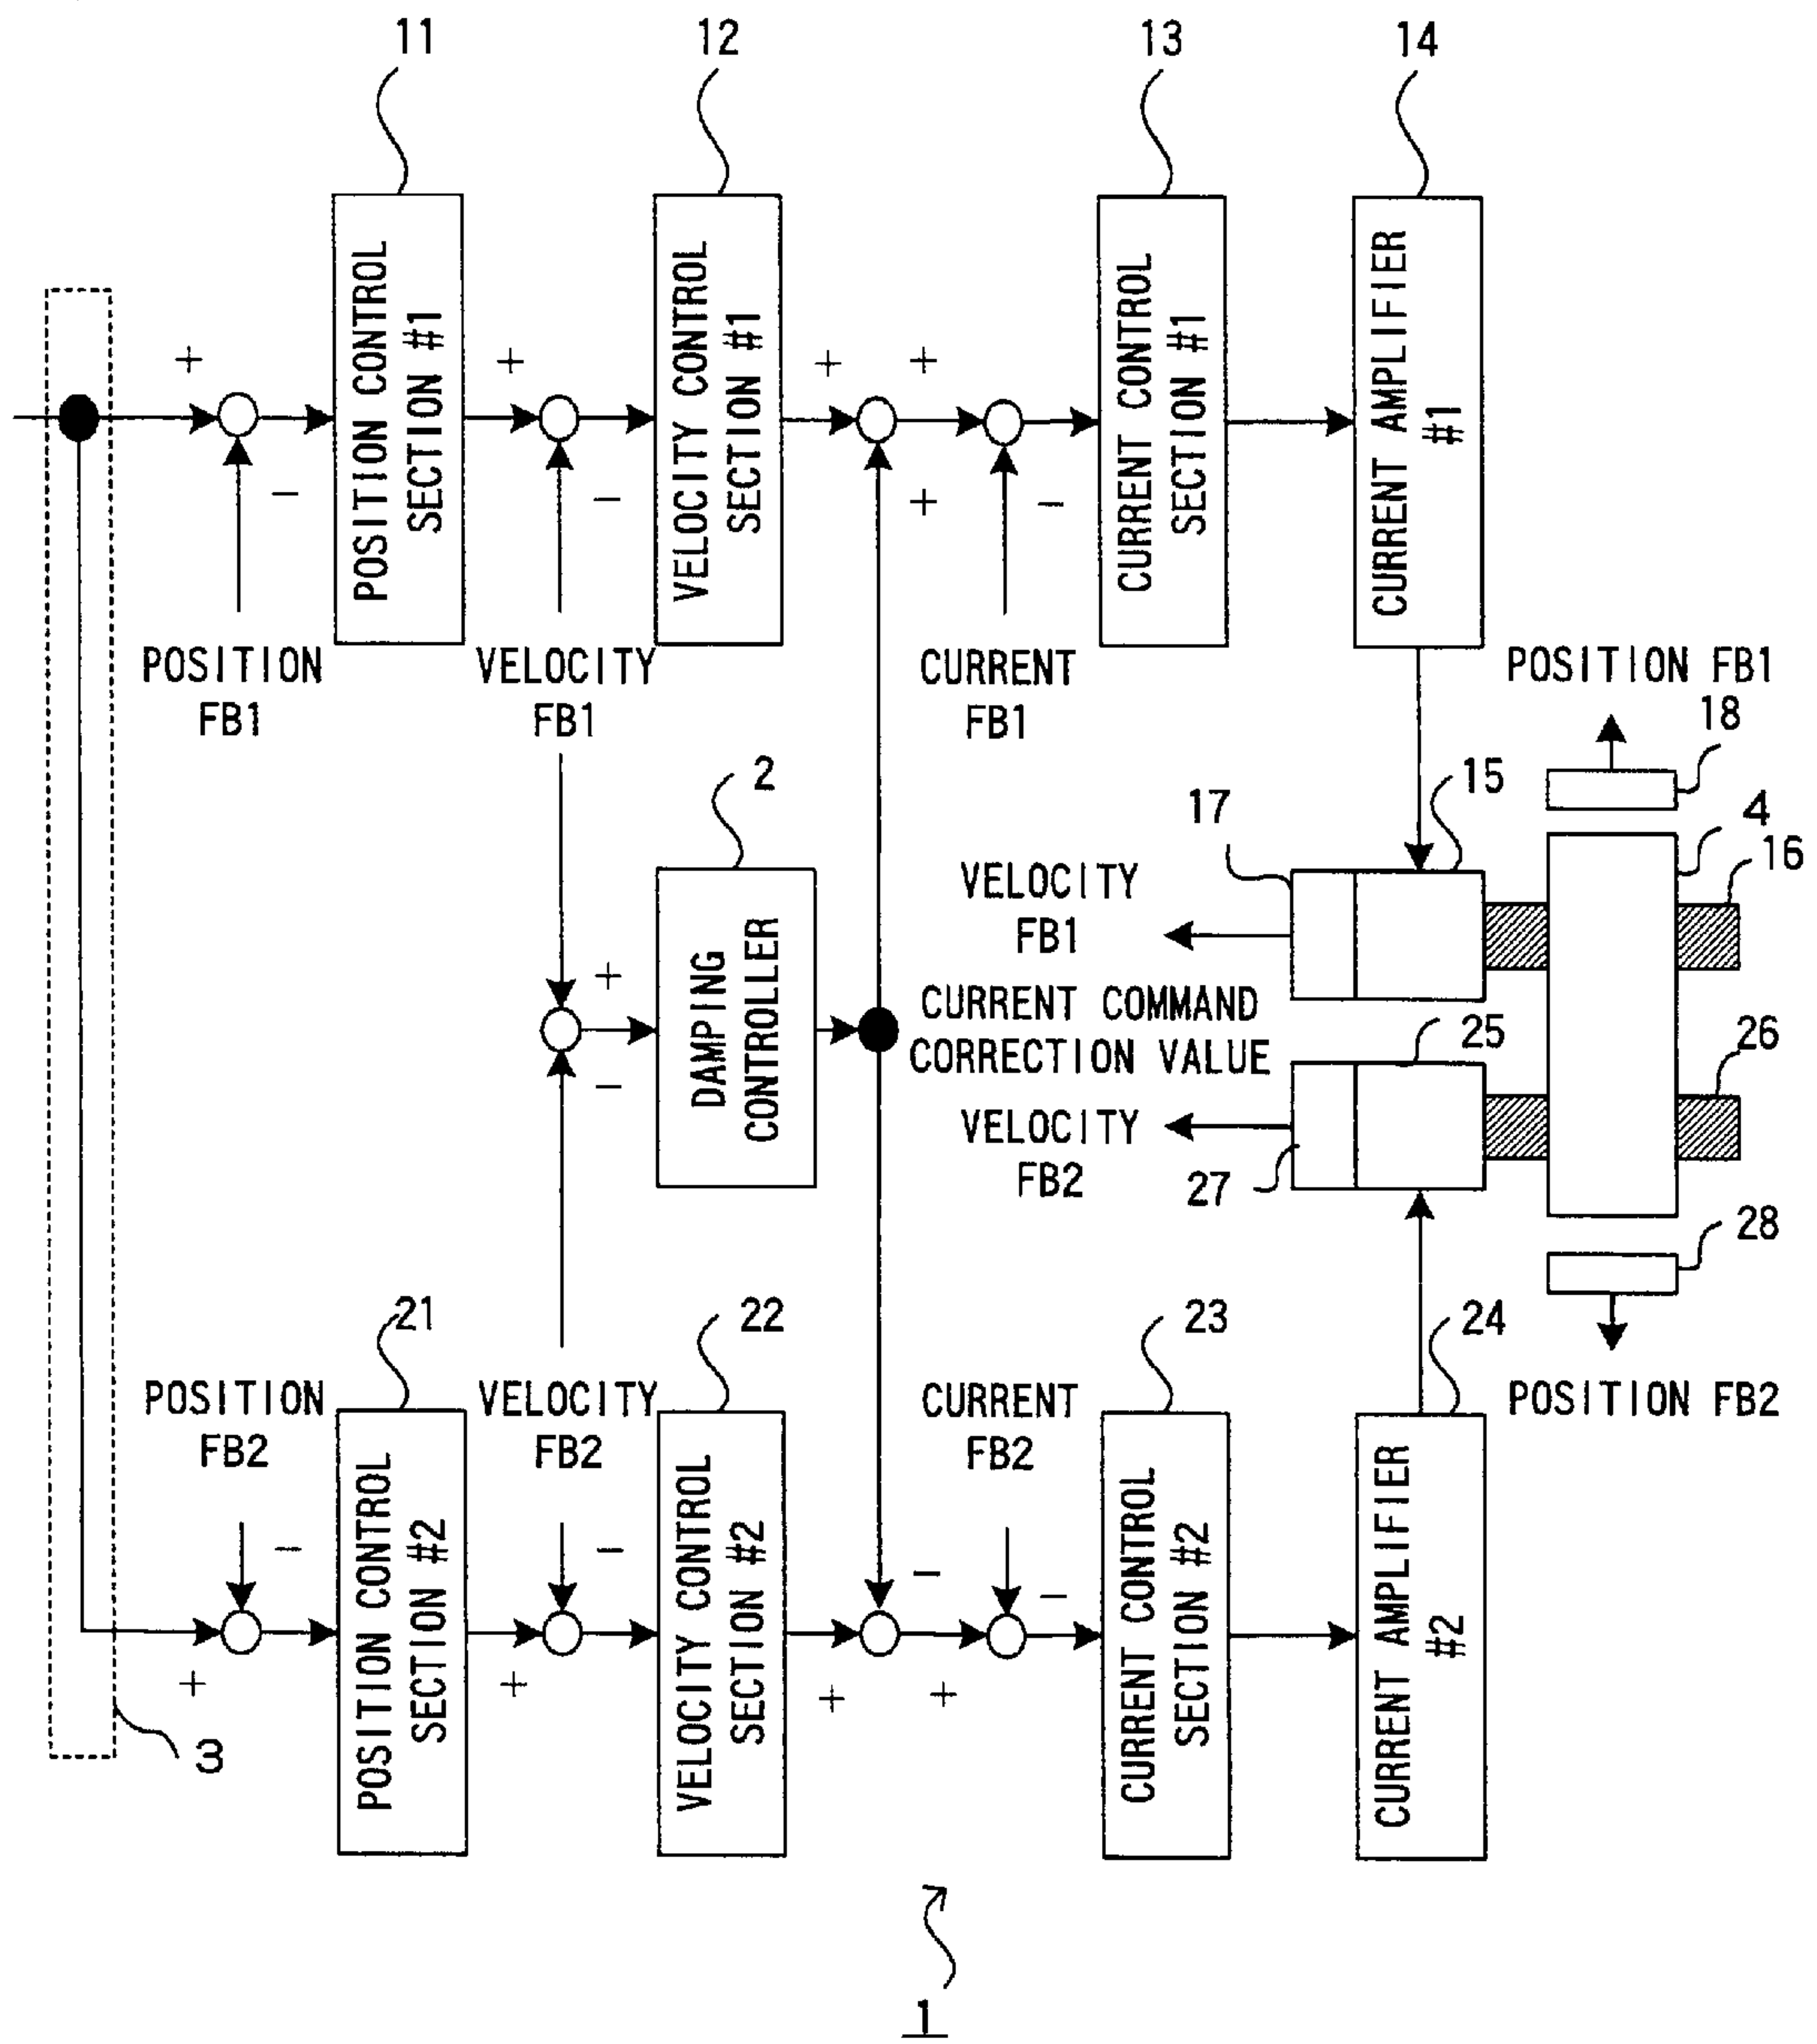 11
12
13
14
POSITION CONTROL
SECTION #1
VELOCITY CONTROL
SECTION #1
CURRENT CONTROL
SECTION #1
CURRENT AMPLIFIER
#1
+
+
+
+
−
−
+
−
POSITION
FB1
VELOCITY
FB1
CURRENT
FB1
POSITION FB1
18
2
15
17
4
16
VELOCITY
FB1
DAMPING
CONTROLLER
+
−
CURRENT COMMAND
CORRECTION VALUE
25
26
VELOCITY
FB2
27
28
21
22
23
24
POSITION
FB2
VELOCITY
FB2
CURRENT
FB2
POSITION FB2
POSITION CONTROL
SECTION #2
VELOCITY CONTROL
SECTION #2
CURRENT CONTROL
SECTION #2
CURRENT AMPLIFIER
#2
−
−
−
−
+
+
+
+
3
1